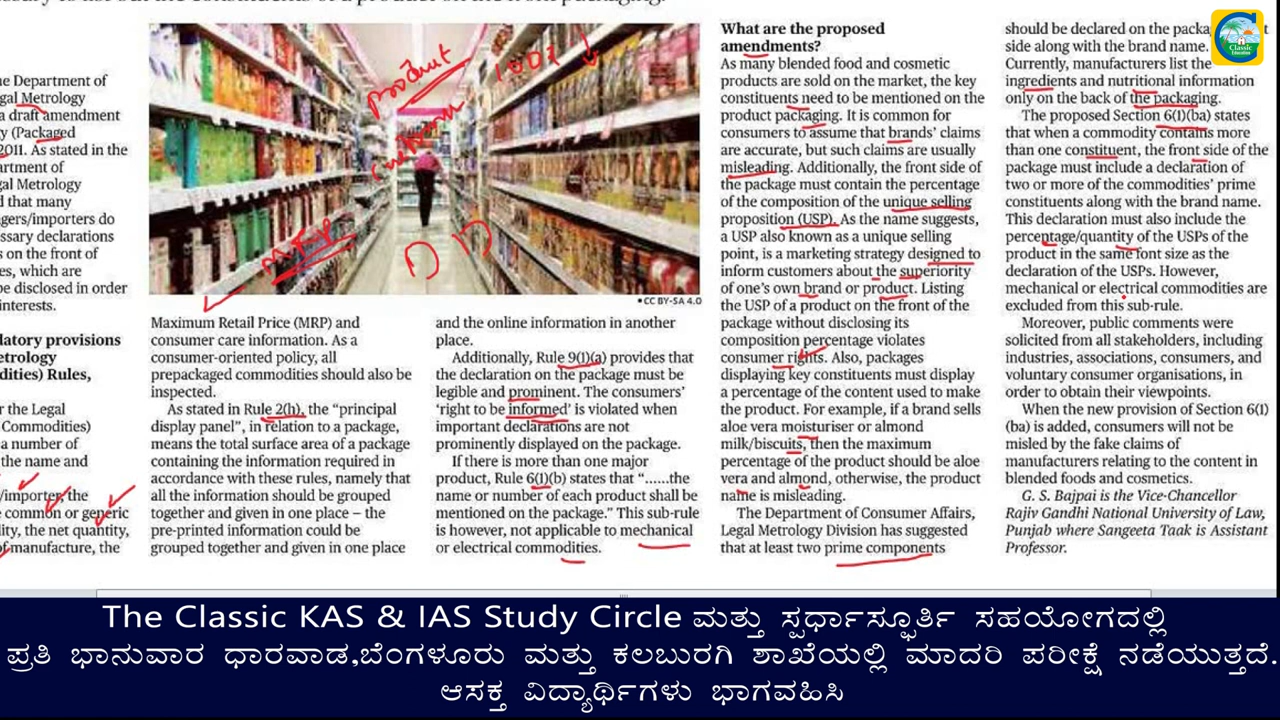 he Department of
gal Metrology
a draft amendment
y (Packaged
2011. As stated in the
artment of
gal Metrology
d that many
gers/importers do
ssary declarations
s on the front of
es, which are
be disclosed in order
interests.
datory provisions
etrology
dities) Rules,
er the Legal
Commodities)
a number of
the name and
/importer, the
e common or generic
lity, the net quantity,
of manufacture, the
product
100%
MRP
CC BY-SA 4.0
Maximum Retail Price (MRP) and
consumer care information. As a
consumer-oriented policy, all
prepackaged commodities should also be
inspected.
As stated in Rule 2(h), the “principal
display panel”, in relation to a package,
means the total surface area of a package
containing the information required in
accordance with these rules, namely that
all the information should be grouped
together and given in one place – the
pre-printed information could be
grouped together and given in one place
and the online information in another
place.
Additionally, Rule 9(1)(a) provides that
the declaration on the package must be
legible and prominent. The consumers’
‘right to be informed’ is violated when
important declarations are not
prominently displayed on the package.
If there is more than one major
product, Rule 6(1)(b) states that “......the
name or number of each product shall be
mentioned on the package.” This sub-rule
is however, not applicable to mechanical
or electrical commodities.
What are the proposed
amendments?
As many blended food and cosmetic
products are sold on the market, the key
constituents need to be mentioned on the
product packaging. It is common for
consumers to assume that brands’ claims
are accurate, but such claims are usually
misleading. Additionally, the front side of
the package must contain the percentage
of the composition of the unique selling
proposition (USP). As the name suggests,
a USP also known as a unique selling
point, is a marketing strategy designed to
inform customers about the superiority
of one’s own brand or product. Listing
the USP of a product on the front of the
package without disclosing its
composition percentage violates
consumer rights. Also, packages
displaying key constituents must display
a percentage of the content used to make
the product. For example, if a brand sells
aloe vera moisturiser or almond
milk/biscuits, then the maximum
percentage of the product should be aloe
vera and almond, otherwise, the product
name is misleading.
The Department of Consumer Affairs,
Legal Metrology Division has suggested
that at least two prime components
should be declared on the packa
side along with the brand name.
Currently, manufacturers list the
ingredients and nutritional information
only on the back of the packaging.
The proposed Section 6(1)(ba) states
that when a commodity contains more
than one constituent, the front side of the
package must include a declaration of
two or more of the commodities’ prime
constituents along with the brand name.
This declaration must also include the
percentage/quantity of the USPs of the
product in the same font size as the
declaration of the USPs. However,
mechanical or electrical commodities are
excluded from this sub-rule.
Moreover, public comments were
solicited from all stakeholders, including
industries, associations, consumers, and
voluntary consumer organisations, in
order to obtain their viewpoints.
When the new provision of Section 6(1)
(ba) is added, consumers will not be
misled by the fake claims of
manufacturers relating to the content in
blended foods and cosmetics.
G. S. Bajpai is the Vice-Chancellor
Rajiv Gandhi National University of Law,
Punjab where Sangeeta Taak is Assistant
Professor.
Classic
Education
The Classic KAS & IAS Study Circle ಮತ್ತು ಸ್ಪರ್ಧಾಸ್ಫೂರ್ತಿ ಸಹಯೋಗದಲ್ಲಿ
ಪ್ರತಿ ಭಾನುವಾರ ಧಾರವಾಡ,ಬೆಂಗಳೂರು ಮತ್ತು ಕಲಬುರಗಿ ಶಾಖೆಯಲ್ಲಿ ಮಾದರಿ ಪರೀಕ್ಷೆ ನಡೆಯುತ್ತದೆ.
ಆಸಕ್ತ ವಿದ್ಯಾರ್ಥಿಗಳು ಭಾಗವಹಿಸಿ